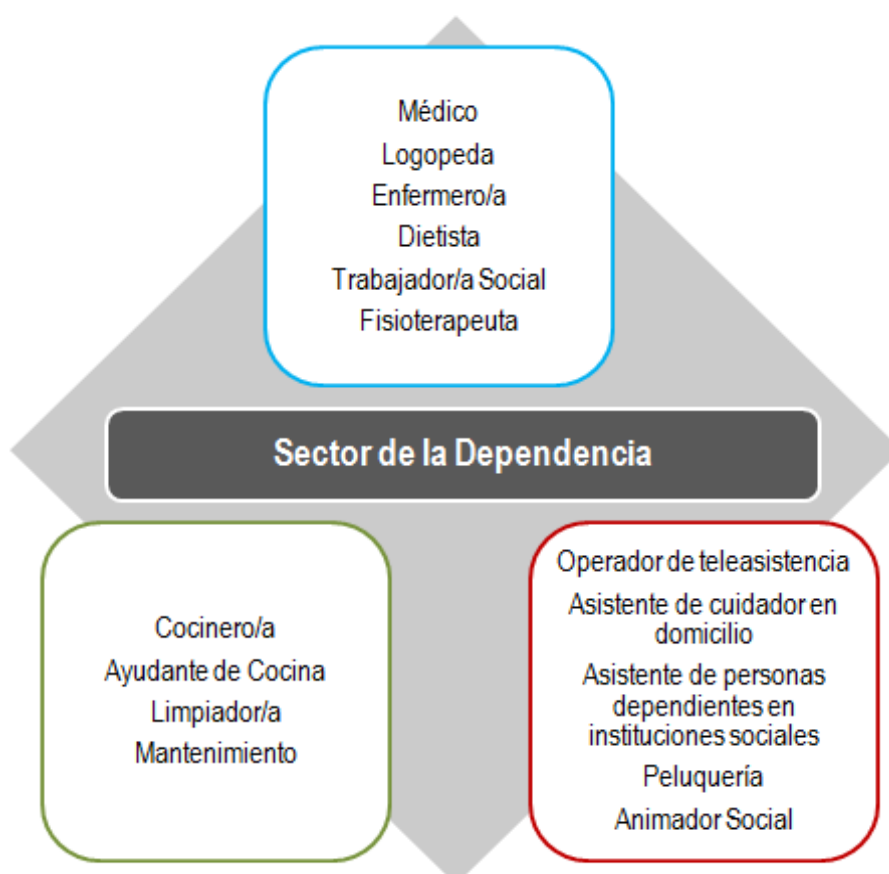 Médico
Logopeda
Enfermero/a
Dietista
Trabajador/a Social
Fisioterapeuta
Sector de la Dependencia
Cocinero/a
Ayudante de Cocina
Limpiador/a
Mantenimiento
Operador de teleasistencia
Asistente de cuidador en
domicilio
Asistente de personas
dependientes en
instituciones sociales
Peluquería
Animador Social